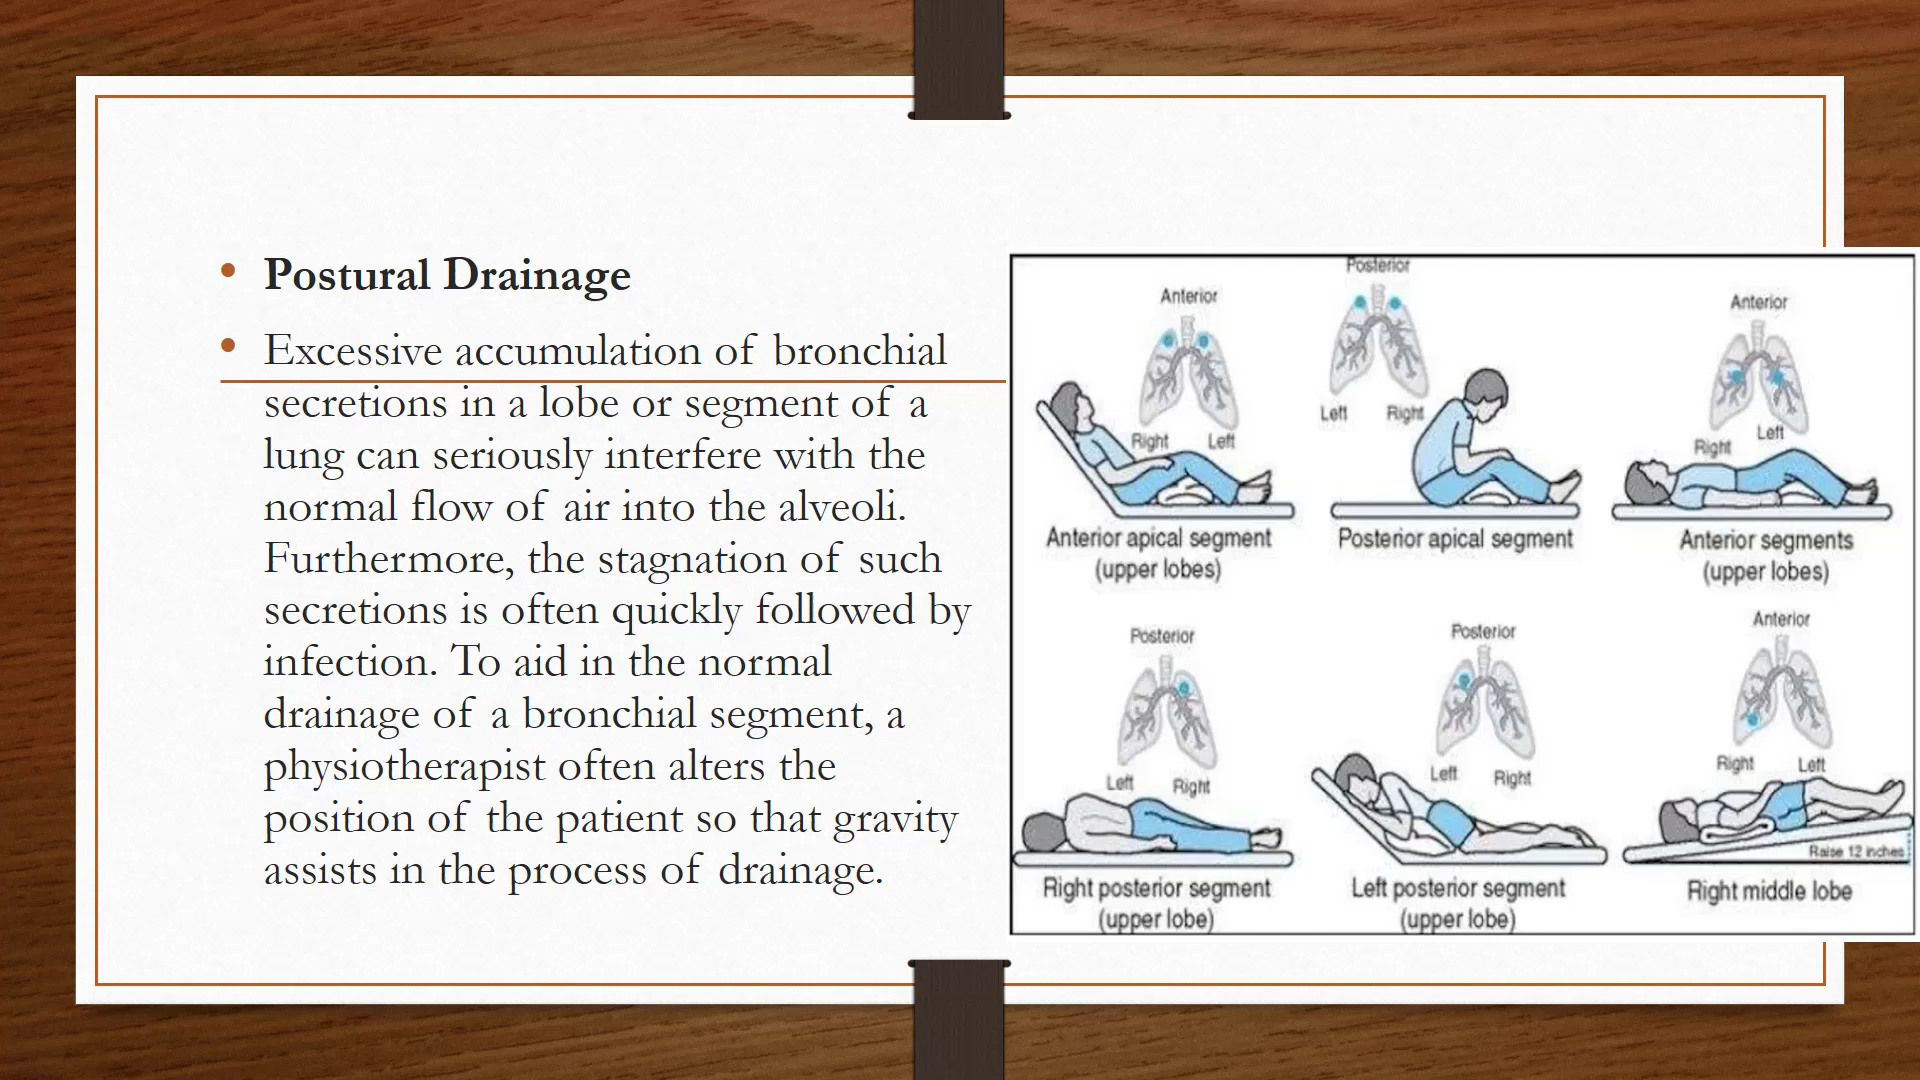 Postural Drainage
Excessive accumulation of bronchial
secretions in a lobe or segment of a
lung can seriously interfere with the
normal flow of air into the alveoli.
Furthermore, the stagnation of such
secretions is often quickly followed by
infection. To aid in the normal
drainage of a bronchial segment, a
physiotherapist often alters the
position of the patient so that gravity
assists in the process of drainage.
Anterior
Right Left
Anterior apical segment
(upper lobes)
Posterior
Left Right
Posterior apical segment
Anterior
Right Left
Anterior segments
(upper lobes)
Posterior
Left Right
Right posterior segment
(upper lobe)
Posterior
Left Right
Left posterior segment
(upper lobe)
Anterior
Right Left
Raise 12 inches
Right middle lobe